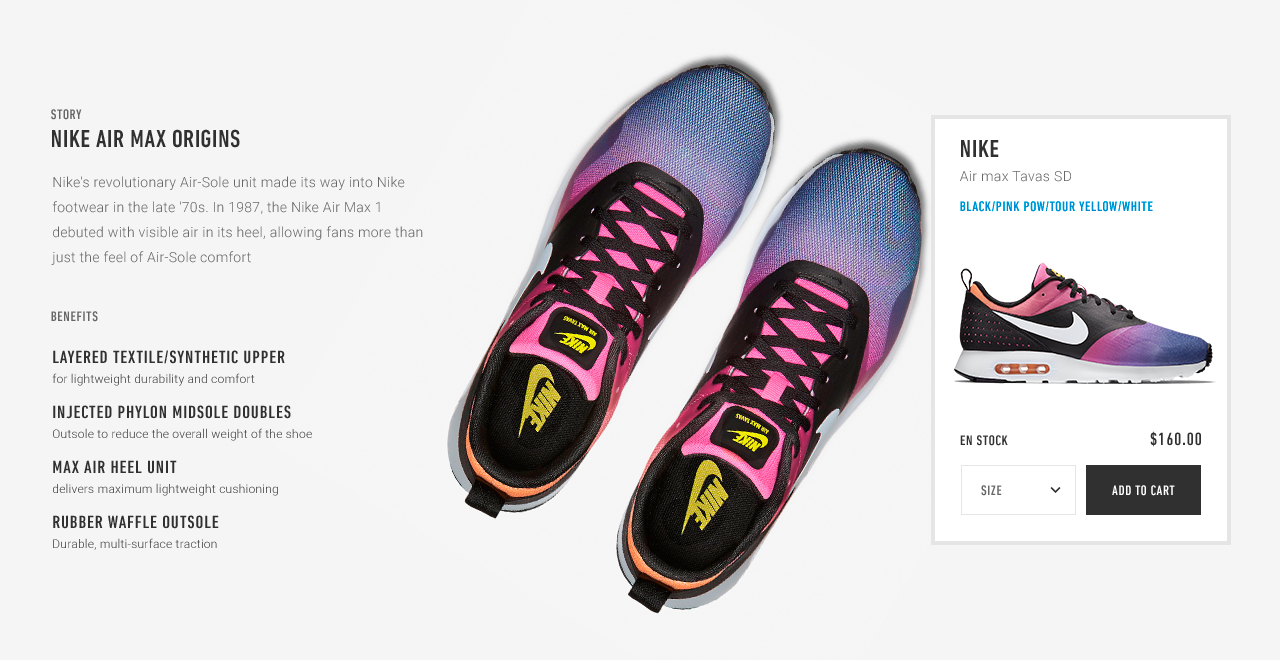 STORY
NIKE AIR MAX ORIGINS
Nike's revolutionary Air-Sole unit made its way into Nike
footwear in the late '70s. In 1987, the Nike Air Max 1
debuted with visible air in its heel, allowing fans more than
just the feel of Air-Sole comfort
BENEFITS
LAYERED TEXTILE/SYNTHETIC UPPER
for lightweight durability and comfort
INJECTED PHYLON MIDSOLE DOUBLES
Outsole to reduce the overall weight of the shoe
MAX AIR HEEL UNIT
delivers maximum lightweight cushioning
RUBBER WAFFLE OUTSOLE
Durable, multi-surface traction
AIR MAX TAVAS
NIKE
NIKE
AIR MAX TAVAS
NIKE
NIKE
NIKE
Air max Tavas SD
BLACK/PINK POW/TOUR YELLOW/WHITE
EN STOCK
$160.00
SIZE
ADD TO CART